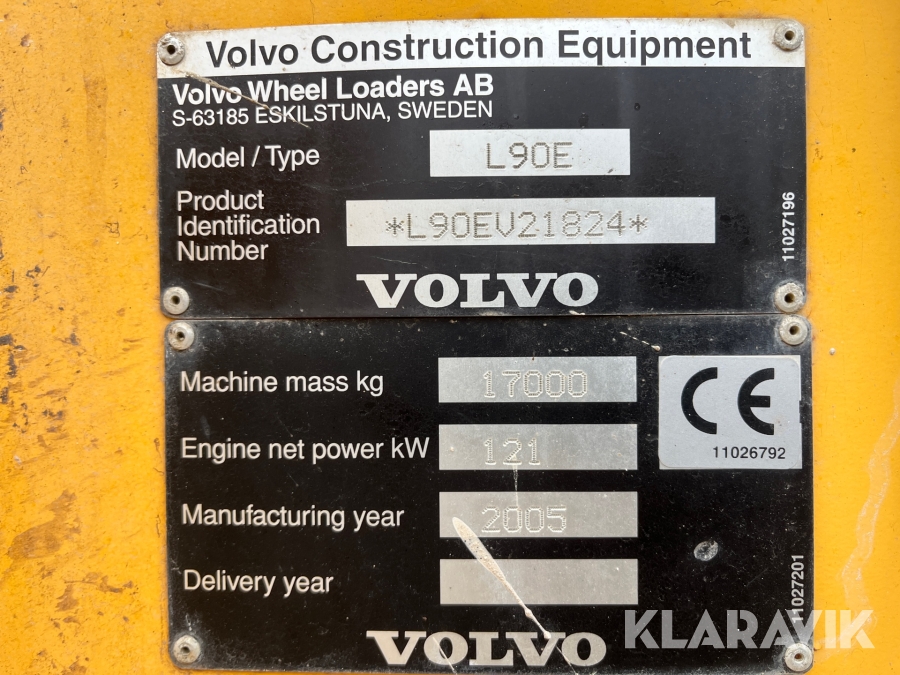 Volvo Construction Equipment
Volvo Wheel Loaders AB
S-63185 ESKILSTUNA, SWEDEN
Model / Type L90E
Product
Identification
Number *L90EV21824*
11027196
VOLVO
Machine mass kg 17000
CE
11026792
Engine net power kW 121
Manufacturing year 2005
Delivery year
11027201
VOLVO
KLARAVIK